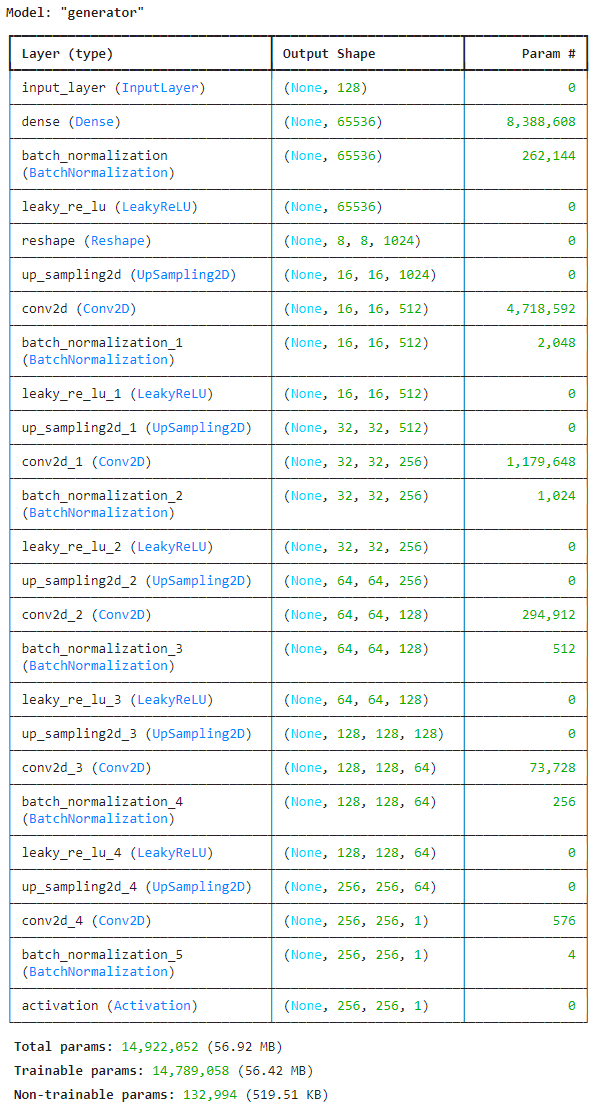 Model: "generator"
Layer (type) Output Shape Param #
input_layer (InputLayer) (None, 128) 0
dense (Dense) (None, 65536) 8,388,608
batch_normalization (None, 65536) 262,144
(BatchNormalization)
leaky_re_lu (LeakyReLU) (None, 65536) 0
reshape (Reshape) (None, 8, 8, 1024) 0
up_sampling2d (UpSampling2D) (None, 16, 16, 1024) 0
conv2d (Conv2D) (None, 16, 16, 512) 4,718,592
batch_normalization_1 (None, 16, 16, 512) 2,048
(BatchNormalization)
leaky_re_lu_1 (LeakyReLU) (None, 16, 16, 512) 0
up_sampling2d_1 (UpSampling2D) (None, 32, 32, 512) 0
conv2d_1 (Conv2D) (None, 32, 32, 256) 1,179,648
batch_normalization_2 (None, 32, 32, 256) 1,024
(BatchNormalization)
leaky_re_lu_2 (LeakyReLU) (None, 32, 32, 256) 0
up_sampling2d_2 (UpSampling2D) (None, 64, 64, 256) 0
conv2d_2 (Conv2D) (None, 64, 64, 128) 294,912
batch_normalization_3 (None, 64, 64, 128) 512
(BatchNormalization)
leaky_re_lu_3 (LeakyReLU) (None, 64, 64, 128) 0
up_sampling2d_3 (UpSampling2D) (None, 128, 128, 128) 0
conv2d_3 (Conv2D) (None, 128, 128, 64) 73,728
batch_normalization_4 (None, 128, 128, 64) 256
(BatchNormalization)
leaky_re_lu_4 (LeakyReLU) (None, 128, 128, 64) 0
up_sampling2d_4 (UpSampling2D) (None, 256, 256, 64) 0
conv2d_4 (Conv2D) (None, 256, 256, 1) 576
batch_normalization_5 (None, 256, 256, 1) 4
(BatchNormalization)
activation (Activation) (None, 256, 256, 1) 0
Total params: 14,922,052 (56.92 MB)
Trainable params: 14,789,058 (56.42 MB)
Non-trainable params: 132,994 (519.51 KB)